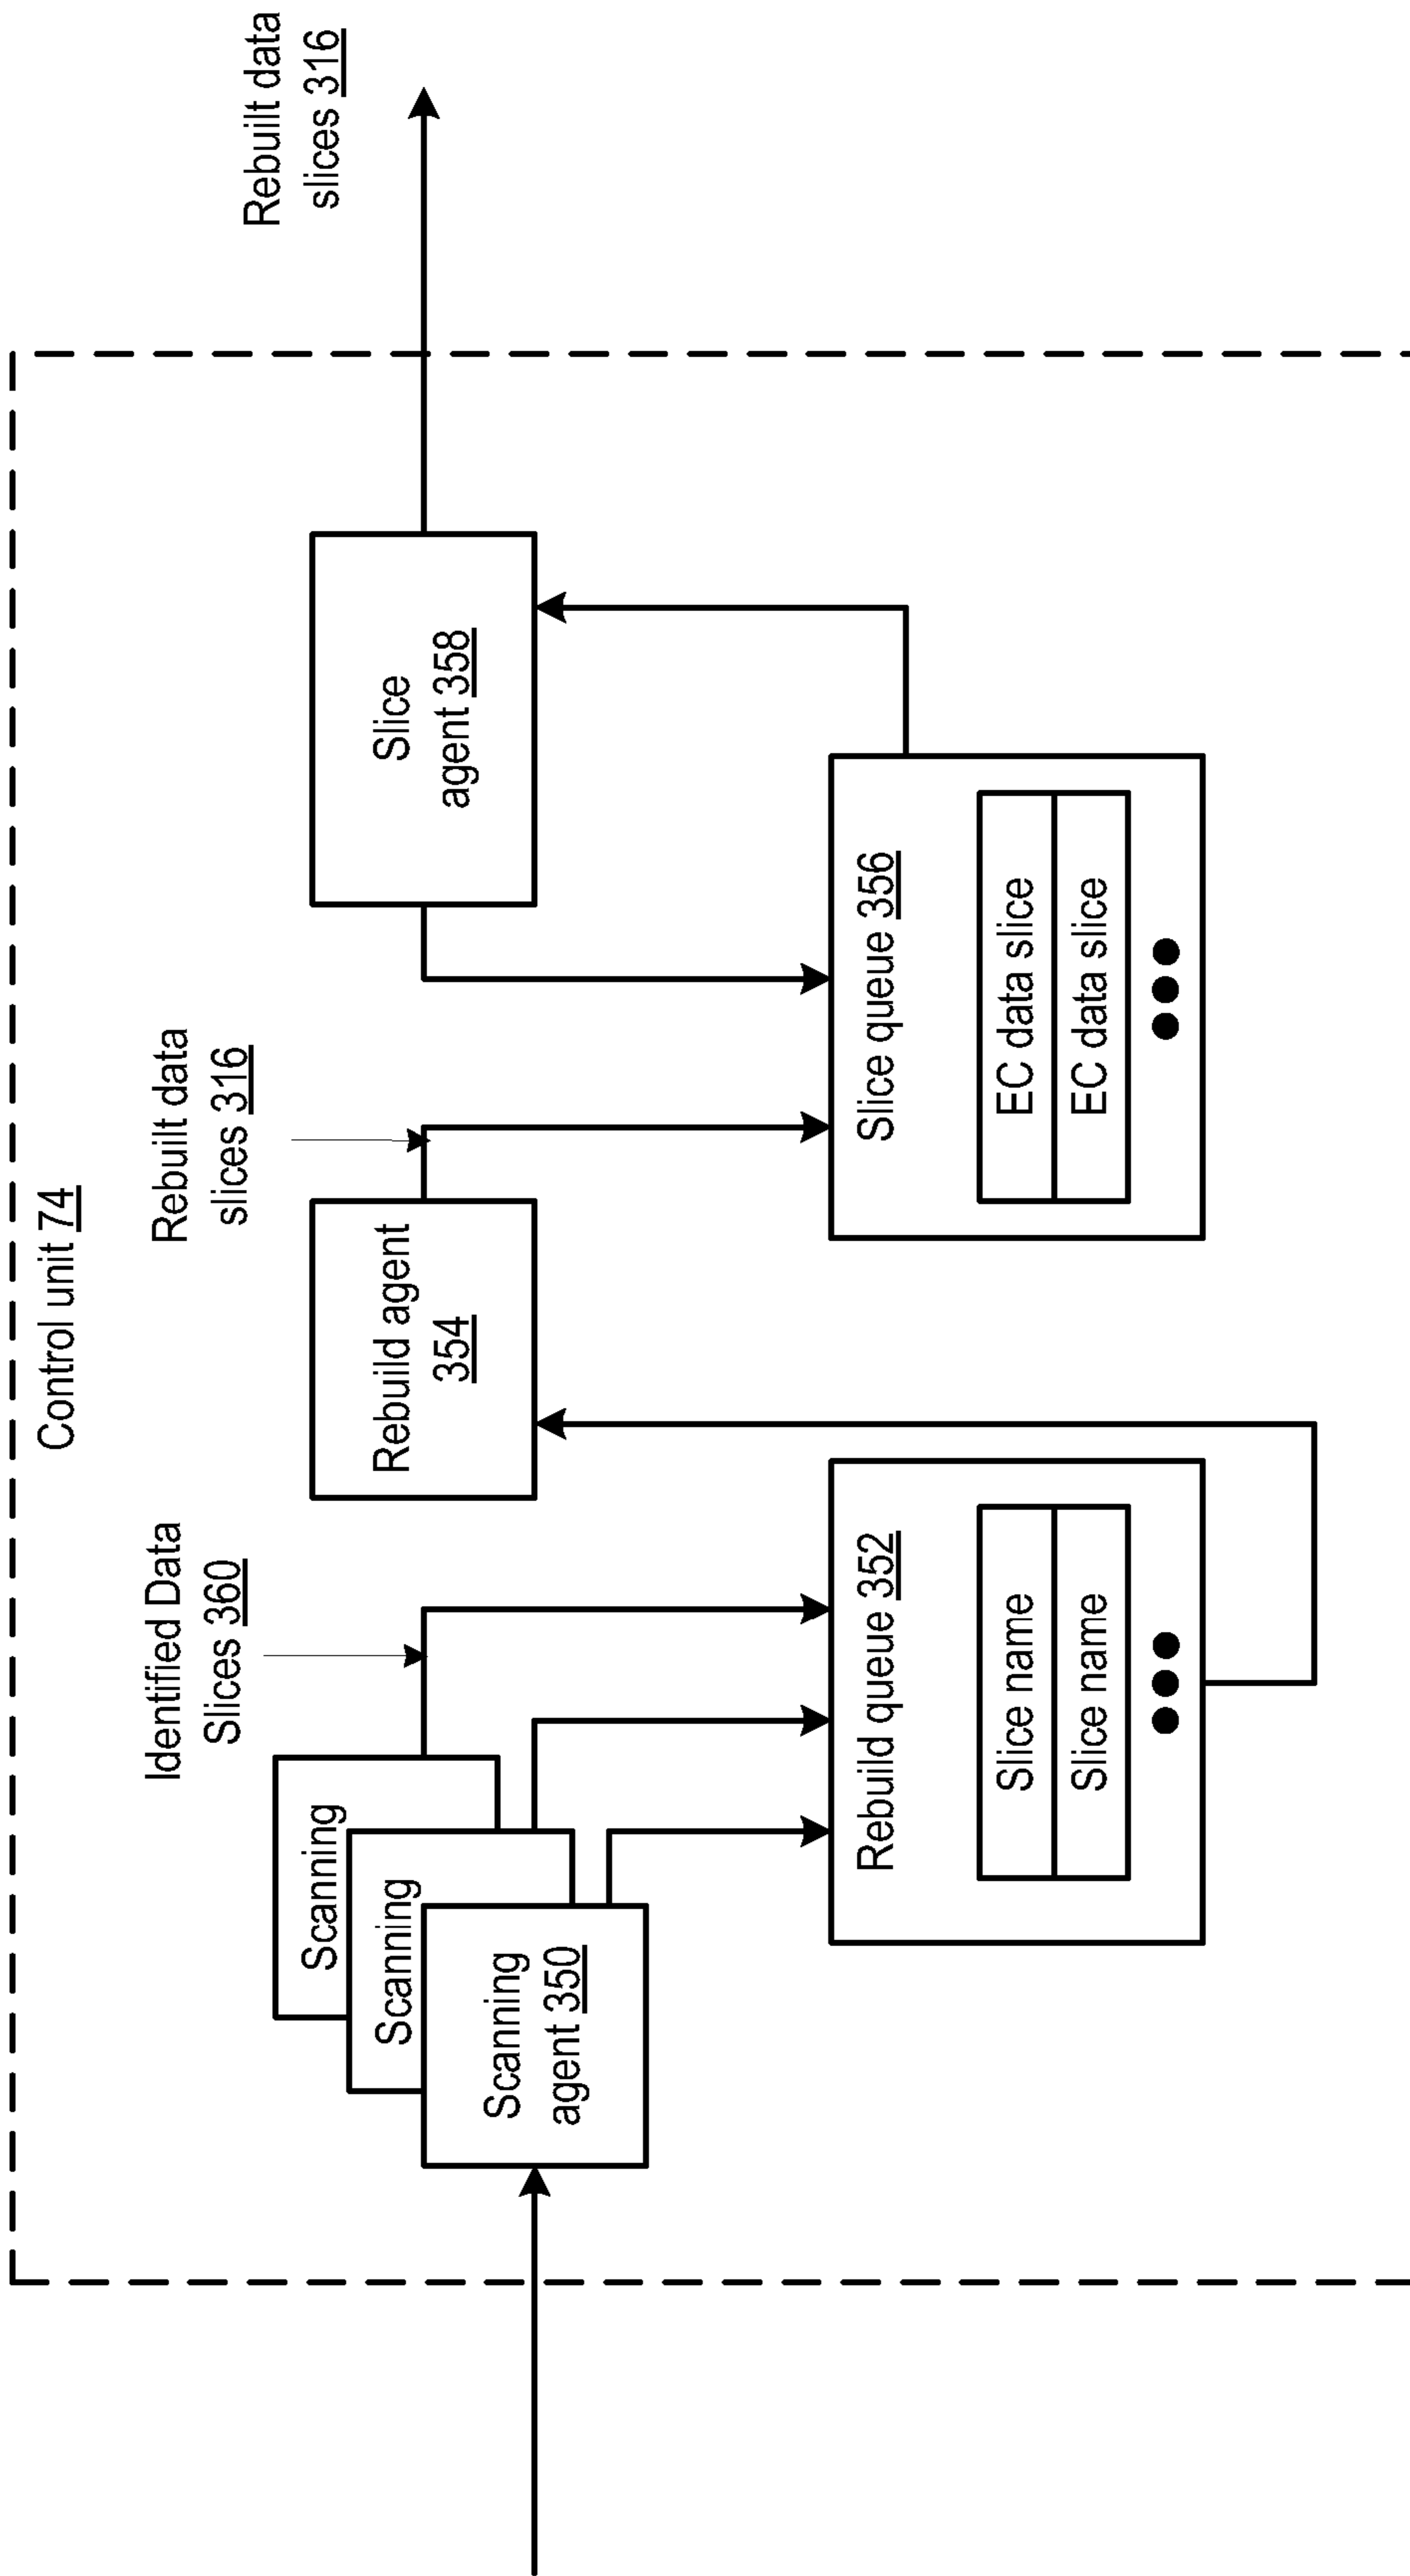 Control unit 74
Identified Data
Slices 360
Rebuilt data
slices 316
Rebuilt data
slices 316
Scanning
Scanning
Scanning
agent 350
Rebuild agent
354
Slice
agent 358
Rebuild queue 352
Slice name
Slice name
Slice queue 356
EC data slice
EC data slice